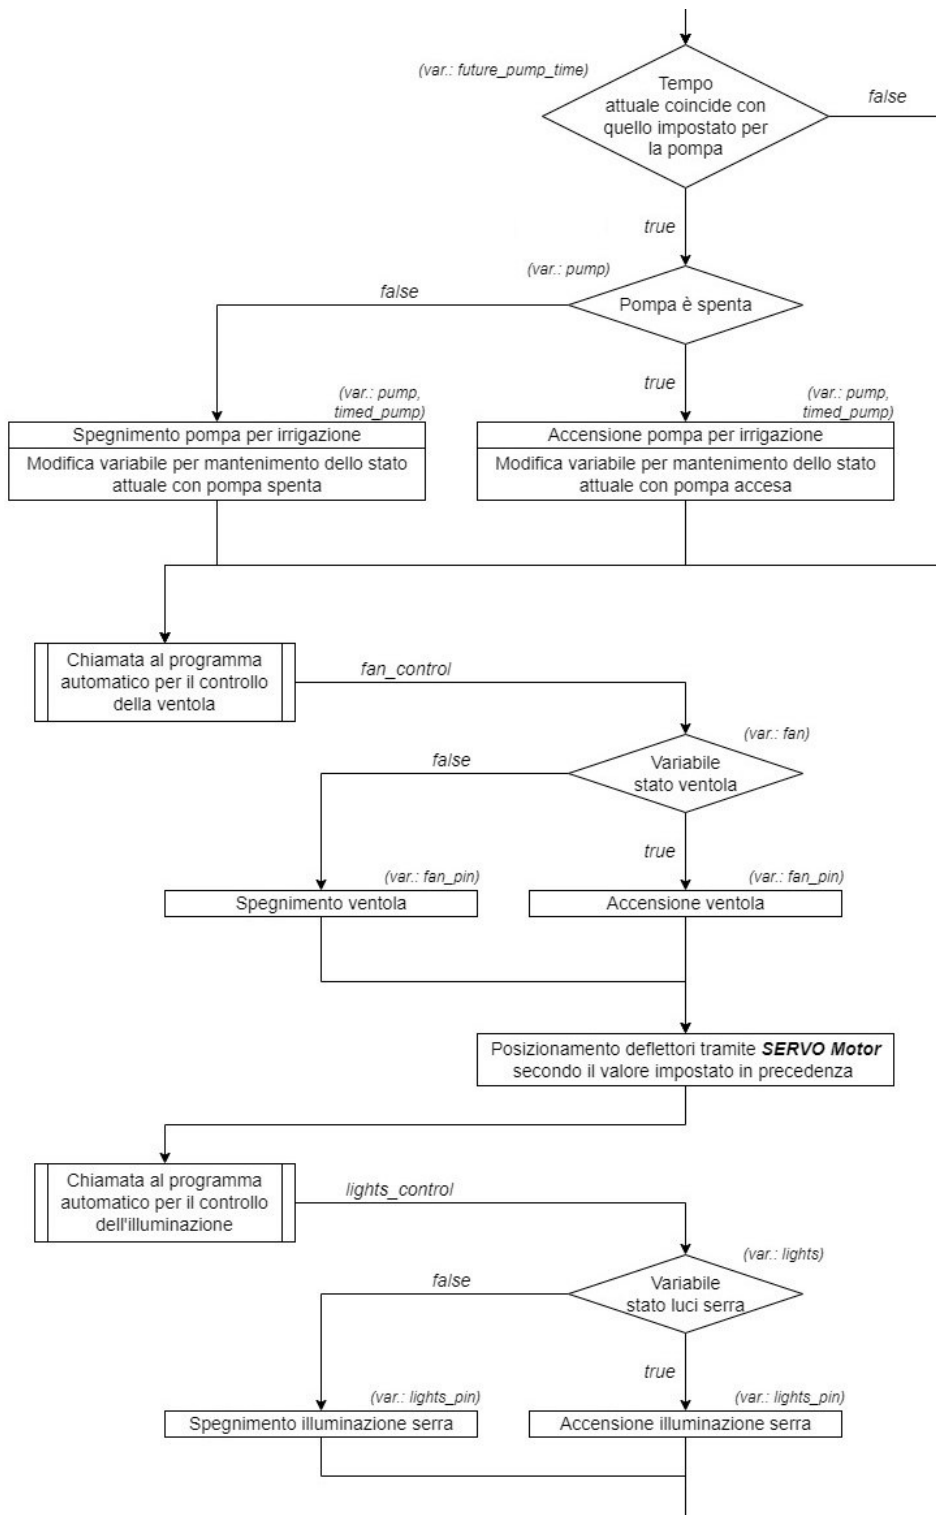 (var.: future_pump_time)
Tempo
attuale coincide con
quello impostato per
la pompa
false
true
(var.: pump)
false
Pompa è spenta
true
(var.: pump,
timed_pump)
(var.: pump,
timed_pump)
Spegnimento pompa per irrigazione
Modifica variabile per mantenimento dello stato
attuale con pompa spenta
Accensione pompa per irrigazione
Modifica variabile per mantenimento dello stato
attuale con pompa accesa
Chiamata al programma
automatico per il controllo
della ventola
fan_control
(var.: fan)
false
Variabile
stato ventola
true
(var.: fan_pin)
(var.: fan_pin)
Spegnimento ventola
Accensione ventola
Posizionamento deflettori tramite SERVO Motor
secondo il valore impostato in precedenza
Chiamata al programma
automatico per il controllo
dell'illuminazione
lights_control
(var.: lights)
false
Variabile
stato luci serra
true
(var.: lights_pin)
(var.: lights_pin)
Spegnimento illuminazione serra
Accensione illuminazione serra